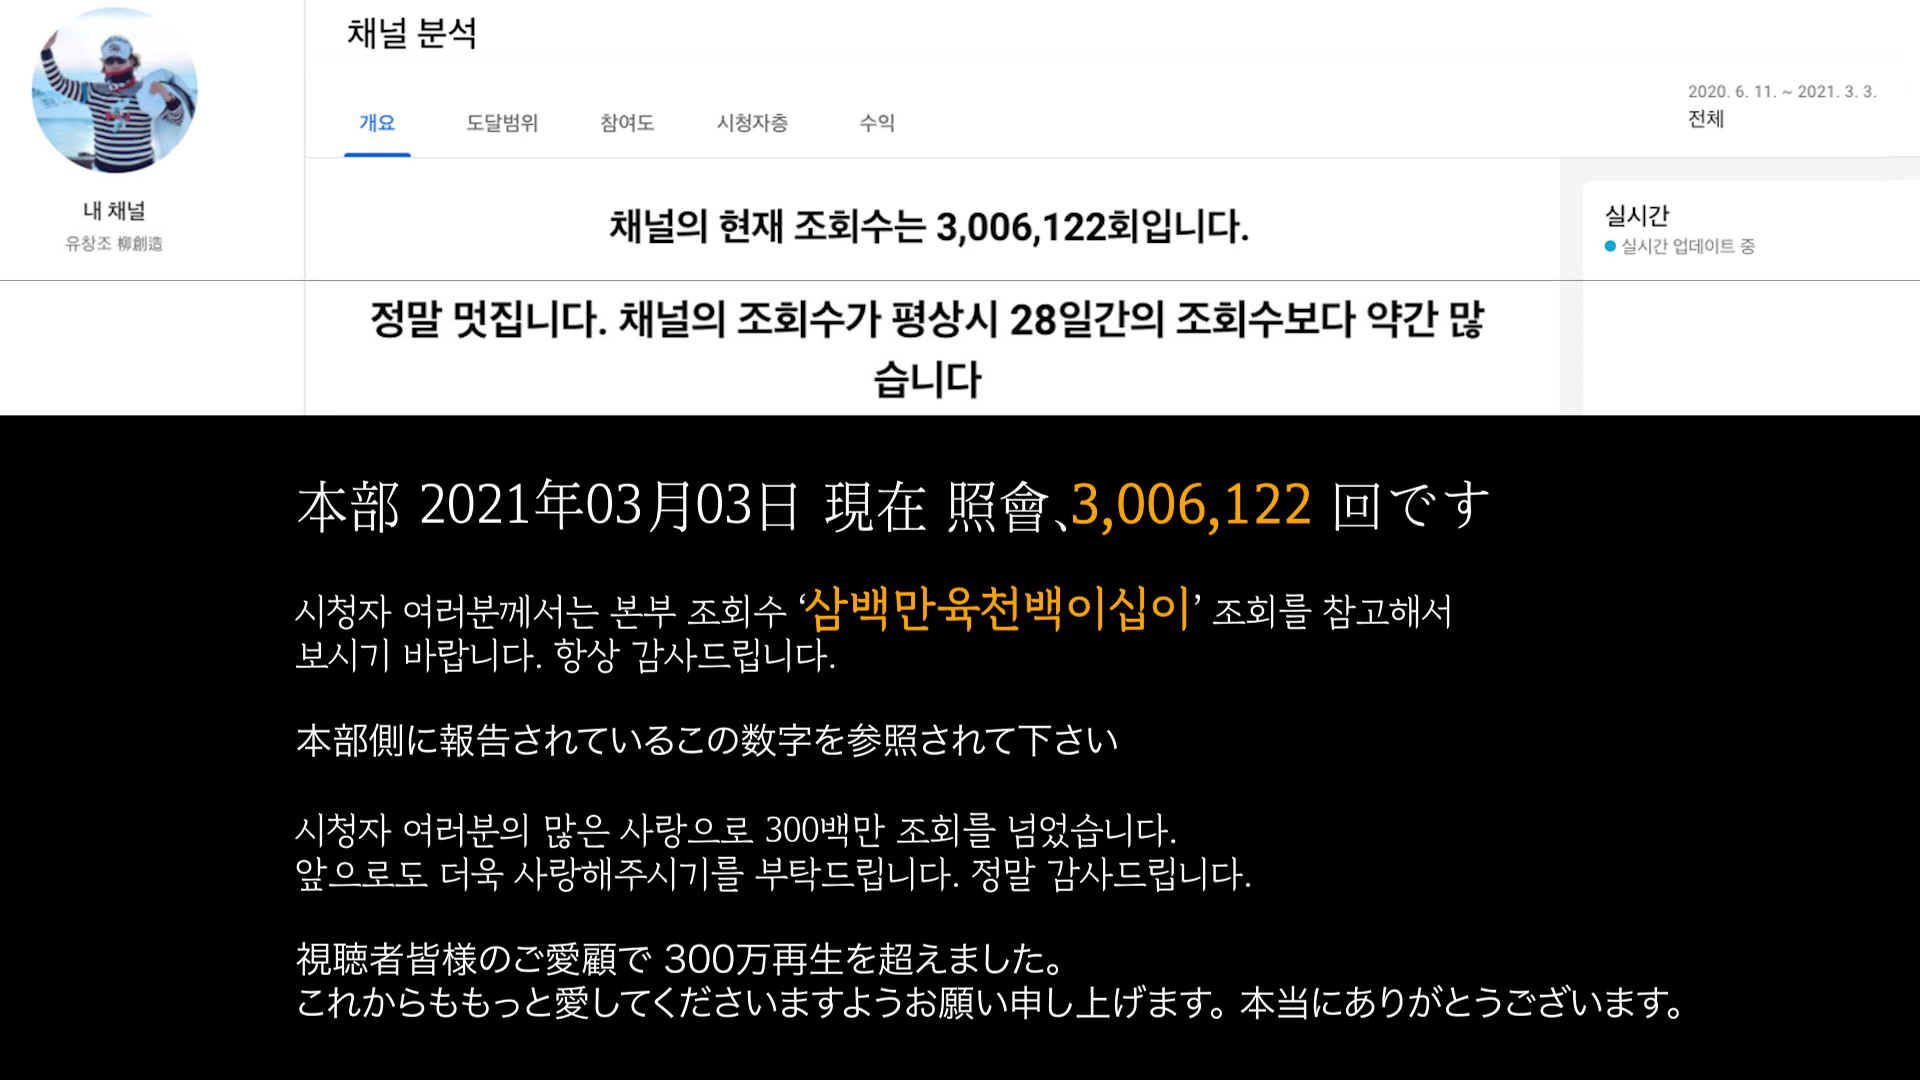 채널 분석
2020. 6. 11. ~ 2021. 3. 3.
전체
개요 도달범위 참여도 시청자층 수익
내 채널
유창조 柳創造
채널의 현재 조회수는 3,006,122회입니다.
실시간
실시간 업데이트 중
정말 멋집니다. 채널의 조회수가 평상시 28일간의 조회수보다 약간 많
습니다
本部 2021年03月03日 現在 照會、3,006,122 回です
시청자 여러분께서는 본부 조회수 ‘삼백만육천백이십이’ 조회를 참고해서
보시기 바랍니다. 항상 감사드립니다.
本部側に報告されているこの数字を参照されて下さい
시청자 여러분의 많은 사랑으로 300백만 조회를 넘었습니다.
앞으로도 더욱 사랑해주시기를 부탁드립니다. 정말 감사드립니다.
視聴者皆様のご愛顧で 300万再生を超えました。
これからももっと愛してくださいますようお願い申し上げます。本当にありがとうございます。